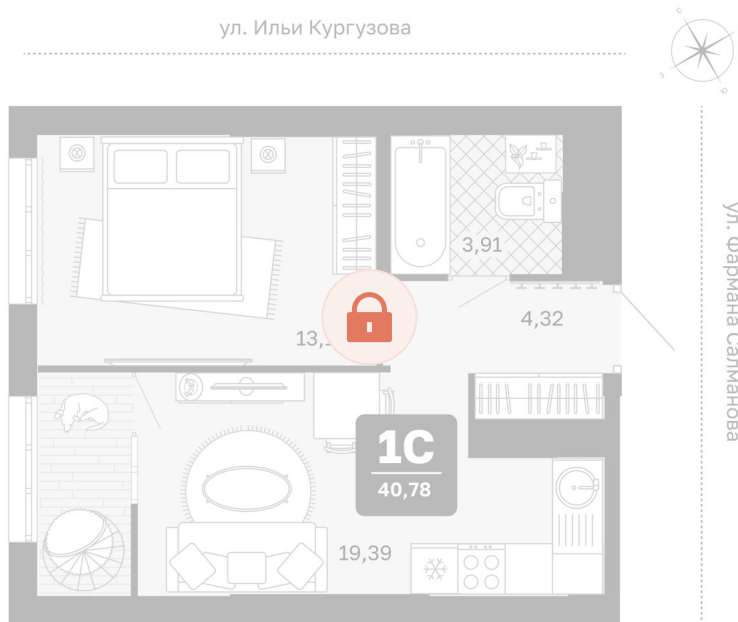 ул. Ильи Кургузова
с
з
ю
ул. Фармана Салманова
3,91
4,32
1С
40,78
19,39